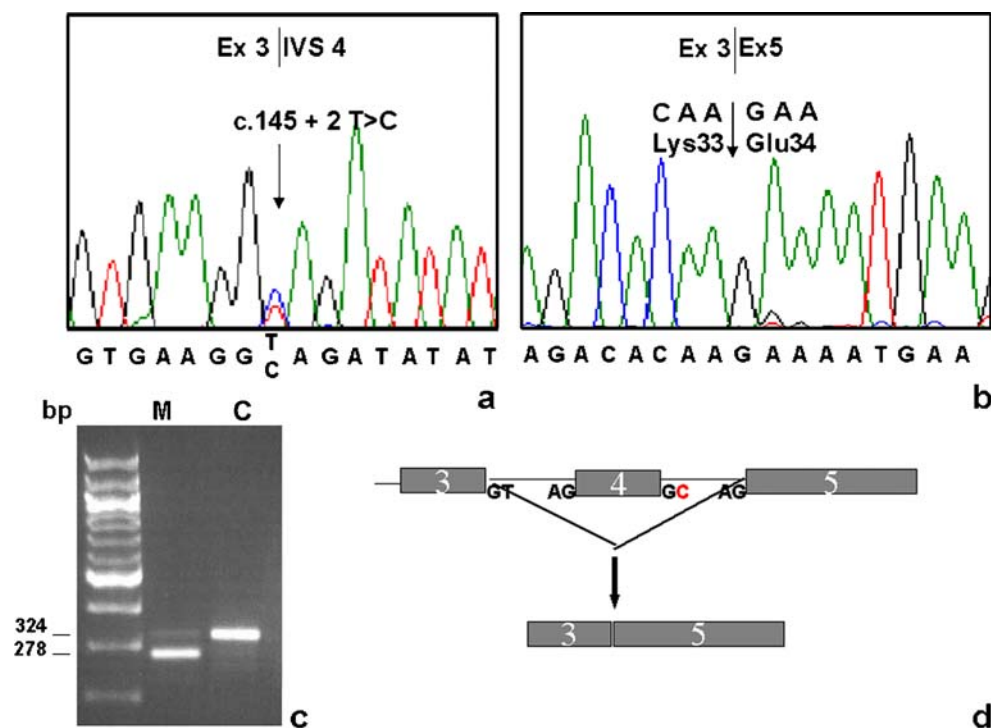 Ex 3 | IVS 4
c.145 + 2 T>C
G T G A A G G T A G A T A T A T
C
a
Ex 3 | Ex5
C A A G A A
Lys33 Glu34
A G A C A C A A G A A A A T G A A
b
bp M C
324
278
c
3 GT AG 4 GC AG 5
3 5
d